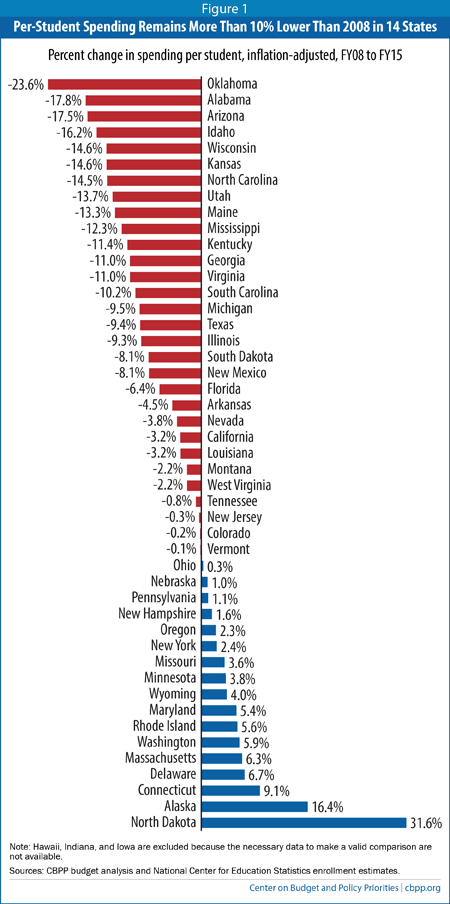 Figure 1
Per-Student Spending Remains More Than 10% Lower Than 2008 in 14 States
Percent change in spending per student, inflation-adjusted, FY08 to FY15
-23.6% Oklahoma
-17.8% Alabama
-17.5% Arizona
-16.2% Idaho
-14.6% Wisconsin
-14.6% Kansas
-14.5% North Carolina
-13.7% Utah
-13.3% Maine
-12.3% Mississippi
-11.4% Kentucky
-11.0% Georgia
-11.0% Virginia
-10.2% South Carolina
-9.5% Michigan
-9.4% Texas
-9.3% Illinois
-8.1% South Dakota
-8.1% New Mexico
-6.4% Florida
-4.5% Arkansas
-3.8% Nevada
-3.2% California
-3.2% Louisiana
-2.2% Montana
-2.2% West Virginia
-0.8% Tennessee
-0.3% New Jersey
-0.2% Colorado
-0.1% Vermont
Ohio 0.3%
Nebraska 1.0%
Pennsylvania 1.1%
New Hampshire 1.6%
Oregon 2.3%
New York 2.4%
Missouri 3.6%
Minnesota 3.8%
Wyoming 4.0%
Maryland 5.4%
Rhode Island 5.6%
Washington 5.9%
Massachusetts 6.3%
Delaware 6.7%
Connecticut 9.1%
Alaska 16.4%
North Dakota 31.6%
Note: Hawaii, Indiana, and Iowa are excluded because the necessary data to make a valid comparison are
not available.
Sources: CBPP budget analysis and National Center for Education Statistics enrollment estimates.
Center on Budget and Policy Priorities | cbpp.org